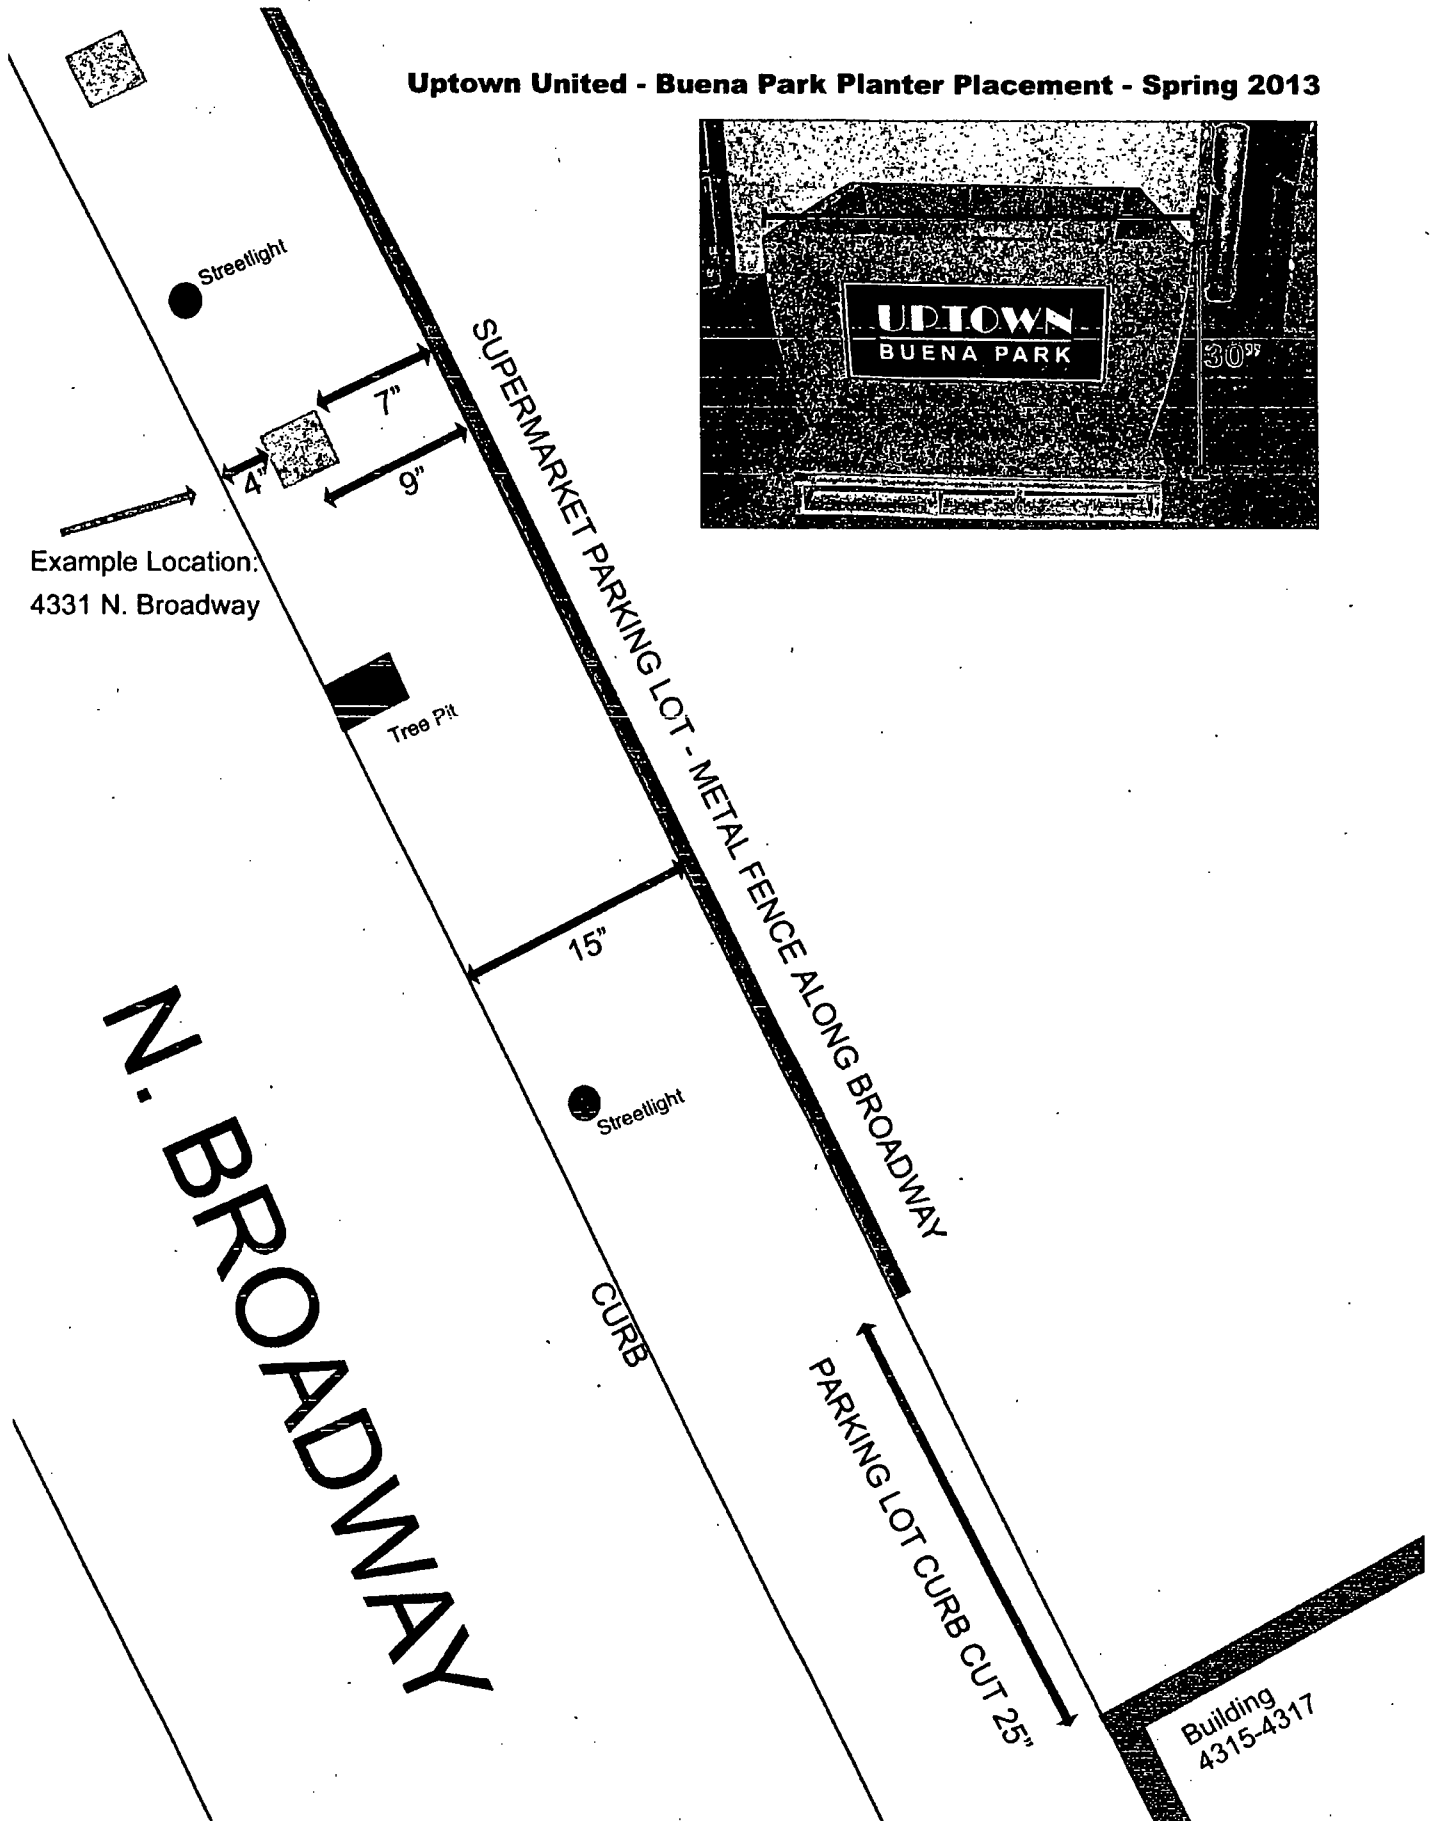 Uptown United - Buena Park Planter Placement - Spring 2013
UPTOWN
BUENA PARK
30"
Streetlight
7"
4"
9"
SUPERMARKET PARKING LOT - METAL FENCE ALONG BROADWAY
Example Location:
4331 N. Broadway
Tree Pit
15"
N. BROADWAY
Streetlight
CURB
PARKING LOT CURB CUT 25"
Building
4315-4317